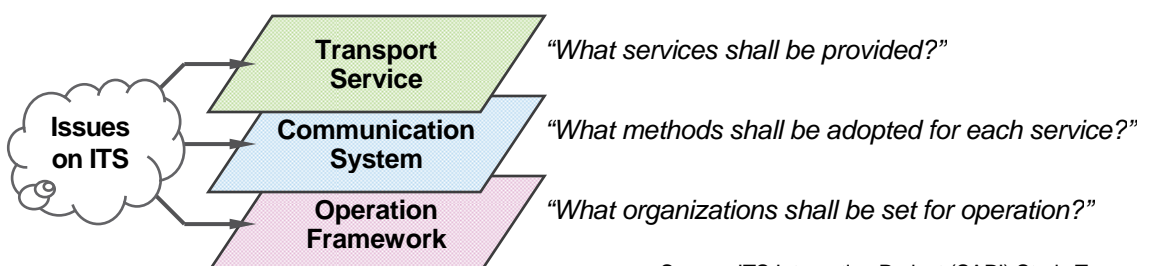 Issues
on ITS
Transport
Service
“What services shall be provided?”
Communication
System
“What methods shall be adopted for each service?”
Operation
Framework
“What organizations shall be set for operation?”